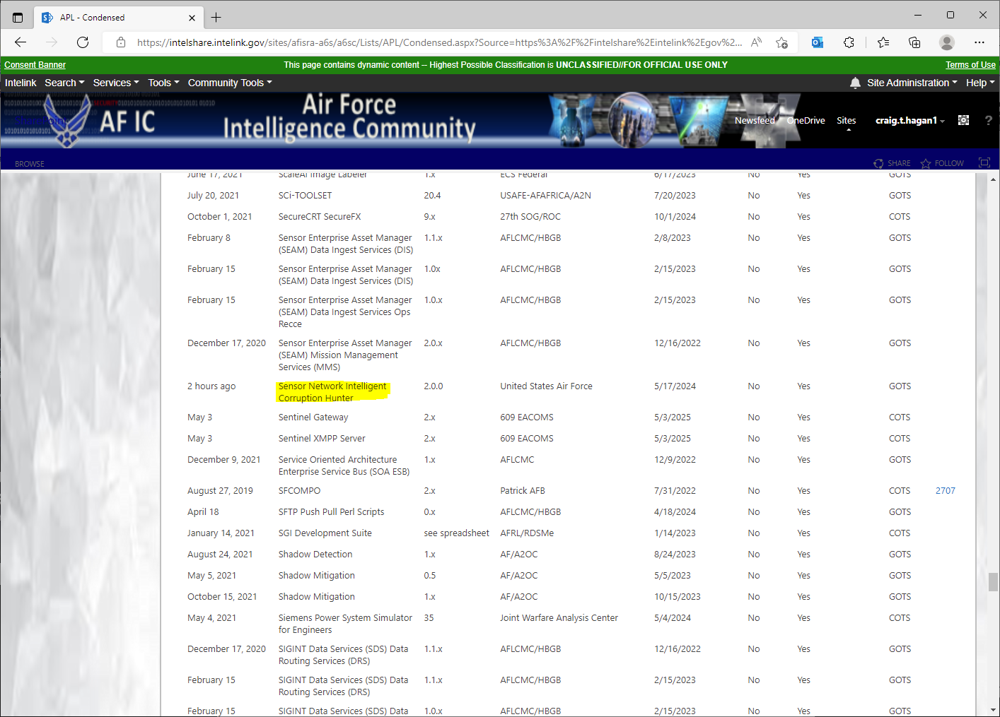 APL - Condensed
https://intelshare.intelink.gov/sites/afisra-a6s/a6sc/Lists/APL/Condensed.aspx?Source=https%3A%2F%2Fintelshare%2Eintelink%2Egov%2...
Consent Banner This page contains dynamic content -- Highest Possible Classification is UNCLASSIFIED//FOR OFFICIAL USE ONLY Terms of Use
Intelink Search Services Tools Community Tools Site Administration Help
AF IC Air Force
Intelligence Community
Newsfeed OneDrive Sites craig.t.hagan1 ?
BROWSE SHARE FOLLOW
June 17, 2021 ScaleAI Image Labeler 1.x ECS Federal 6/17/2023 No Yes GOTS
July 20, 2021 SCi-TOOLSET 20.4 USAFE-AFAFRICA/A2N 7/20/2023 No Yes GOTS
October 1, 2021 SecureCRT SecureFX 9.x 27th SOG/ROC 10/1/2024 No Yes COTS
February 8 Sensor Enterprise Asset Manager 1.1.x AFLCMC/HBGB 2/8/2023 No Yes GOTS
(SEAM) Data Ingest Services (DIS)
February 15 Sensor Enterprise Asset Manager 1.0x AFLCMC/HBGB 2/15/2023 No Yes GOTS
(SEAM) Data Ingest Services (DIS)
February 15 Sensor Enterprise Asset Manager 1.0.x AFLCMC/HBGB 2/15/2023 No Yes GOTS
(SEAM) Data Ingest Services Ops
Recce
December 17, 2020 Sensor Enterprise Asset Manager 2.0.x AFLCMC/HBGB 12/16/2022 No Yes GOTS
(SEAM) Mission Management
Services (MMS)
2 hours ago Sensor Network Intelligent 2.0.0 United States Air Force 5/17/2024 No Yes GOTS
Corruption Hunter
May 3 Sentinel Gateway 2.x 609 EACOMS 5/3/2025 No Yes COTS
May 3 Sentinel XMPP Server 2.x 609 EACOMS 5/3/2025 No Yes COTS
December 9, 2021 Service Oriented Architecture 1.x AFLCMC 12/9/2022 No Yes GOTS
Enterprise Service Bus (SOA ESB)
August 27, 2019 SFCOMPO 2.x Patrick AFB 7/31/2022 No Yes COTS 2707
April 18 SFTP Push Pull Perl Scripts 0.x AFLCMC/HBGB 4/18/2024 No Yes GOTS
January 14, 2021 SGI Development Suite see spreadsheet AFRL/RDSMe 1/14/2023 No Yes COTS
August 24, 2021 Shadow Detection 1.x AF/A2OC 8/24/2023 No Yes GOTS
May 5, 2021 Shadow Mitigation 0.5 AF/A2OC 5/5/2023 No Yes GOTS
October 15, 2021 Shadow Mitigation 1.x AF/A2OC 10/15/2023 No Yes GOTS
May 4, 2021 Siemens Power System Simulator 35 Joint Warfare Analysis Center 5/4/2024 No Yes COTS
for Engineers
December 17, 2020 SIGINT Data Services (SDS) Data 1.1.x AFLCMC/HBGB 12/16/2022 No Yes GOTS
Routing Services (DRS)
February 15 SIGINT Data Services (SDS) Data 1.1.x AFLCMC/HBGB 2/15/2023 No Yes GOTS
Routing Services (DRS)
February 15 SIGINT Data Services (SDS) Data 1.0.x AFLCMC/HBGB 2/15/2023 No Yes GOTS